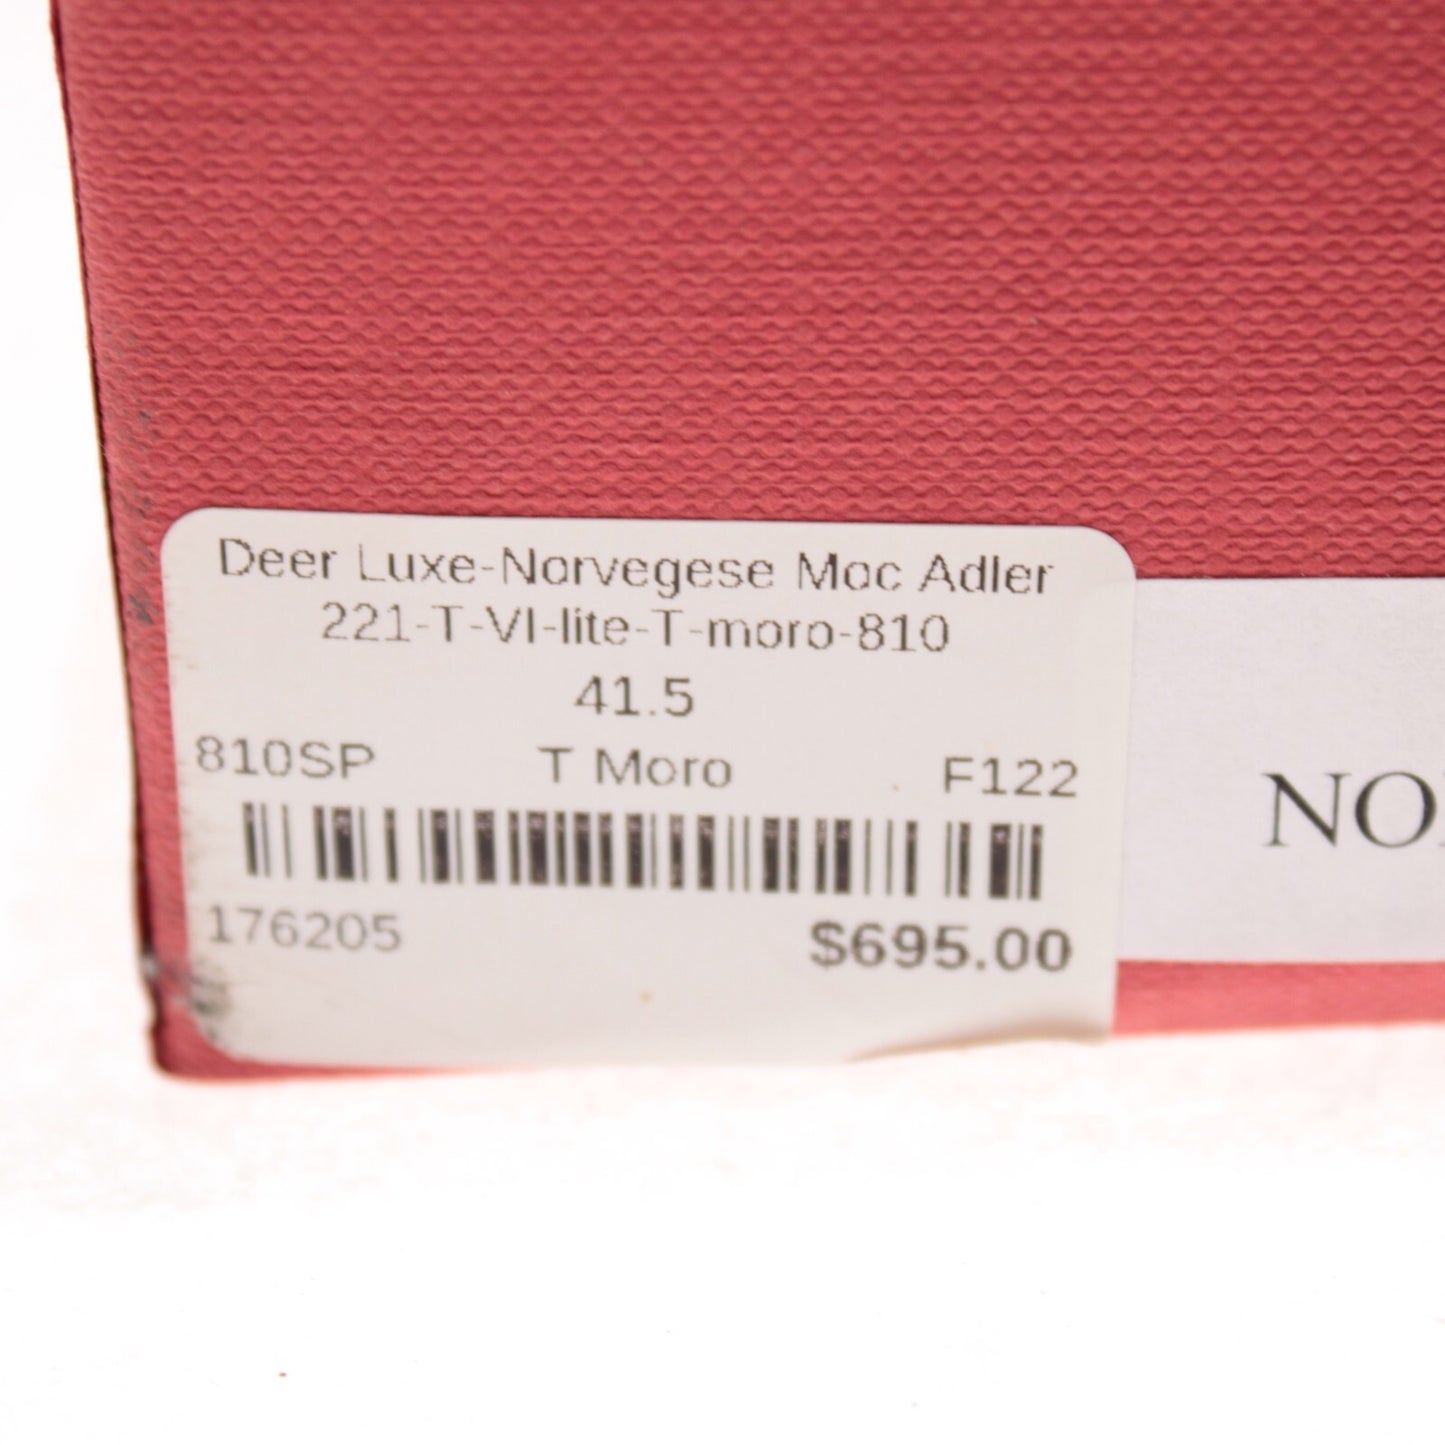 Deer Luxe-Norvegese Moc Adler
221-T-VI-lite-T-moro-810
41.5
810SP T Moro F122
176205 $695.00
NO